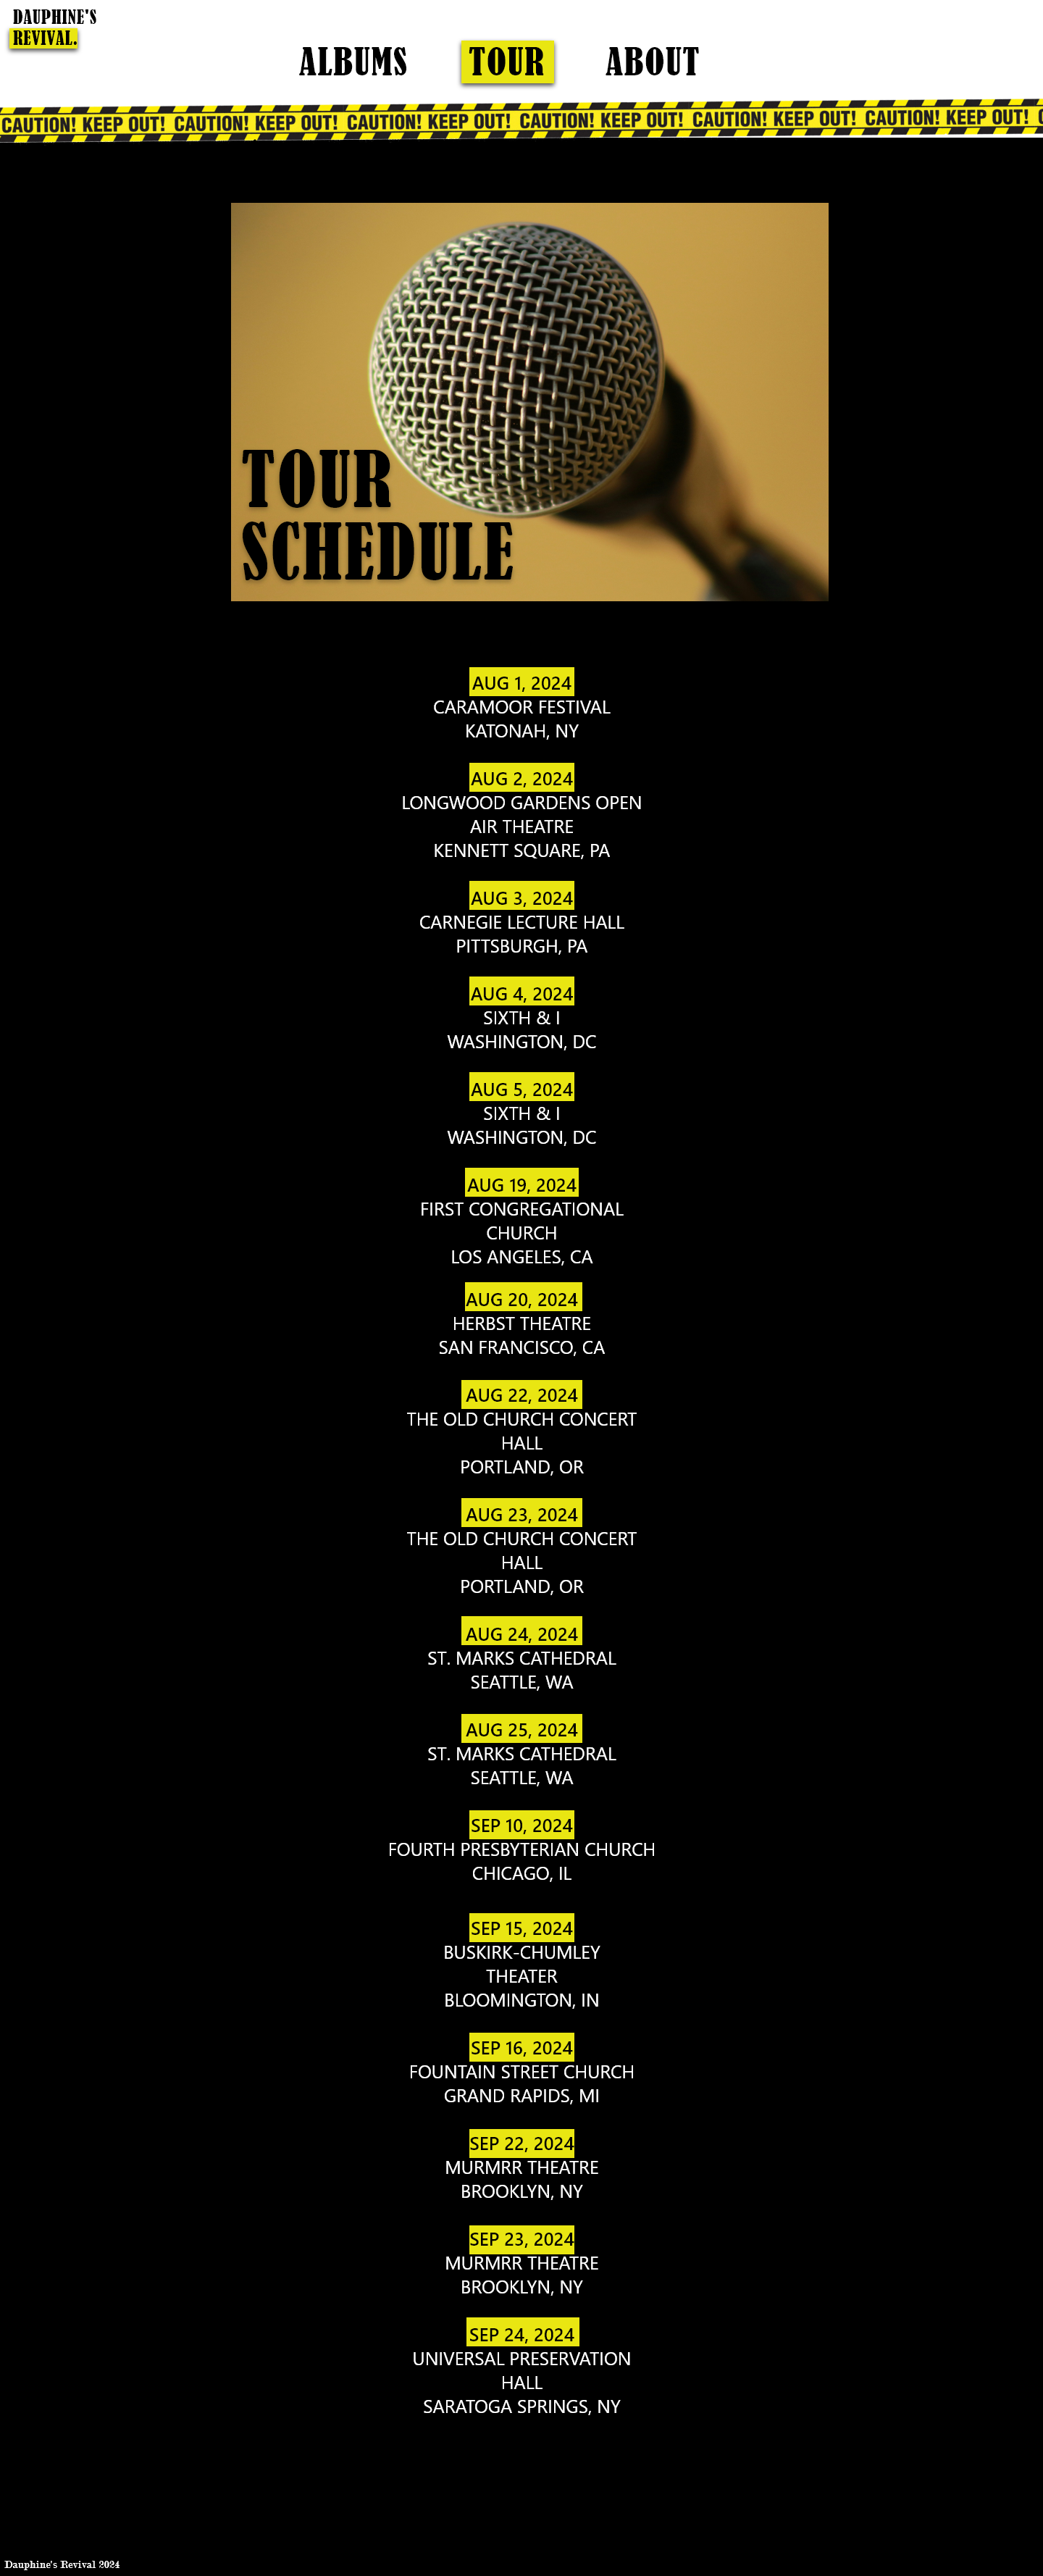 DAUPHINE'S
REVIVAL.
ALBUMS TOUR ABOUT
CAUTION! KEEP OUT! CAUTION! KEEP OUT! CAUTION! KEEP OUT! CAUTION! KEEP OUT! CAUTION! KEEP OUT! CAUTION! KEEP OUT!
TOUR
SCHEDULE
AUG 1, 2024
CARAMOOR FESTIVAL
KATONAH, NY
AUG 2, 2024
LONGWOOD GARDENS OPEN
AIR THEATRE
KENNETT SQUARE, PA
AUG 3, 2024
CARNEGIE LECTURE HALL
PITTSBURGH, PA
AUG 4, 2024
SIXTH & I
WASHINGTON, DC
AUG 5, 2024
SIXTH & I
WASHINGTON, DC
AUG 19, 2024
FIRST CONGREGATIONAL
CHURCH
LOS ANGELES, CA
AUG 20, 2024
HERBST THEATRE
SAN FRANCISCO, CA
AUG 22, 2024
THE OLD CHURCH CONCERT
HALL
PORTLAND, OR
AUG 23, 2024
THE OLD CHURCH CONCERT
HALL
PORTLAND, OR
AUG 24, 2024
ST. MARKS CATHEDRAL
SEATTLE, WA
AUG 25, 2024
ST. MARKS CATHEDRAL
SEATTLE, WA
SEP 10, 2024
FOURTH PRESBYTERIAN CHURCH
CHICAGO, IL
SEP 15, 2024
BUSKIRK-CHUMLEY
THEATER
BLOOMINGTON, IN
SEP 16, 2024
FOUNTAIN STREET CHURCH
GRAND RAPIDS, MI
SEP 22, 2024
MURMRR THEATRE
BROOKLYN, NY
SEP 23, 2024
MURMRR THEATRE
BROOKLYN, NY
SEP 24, 2024
UNIVERSAL PRESERVATION
HALL
SARATOGA SPRINGS, NY
Dauphine's Revival 2024